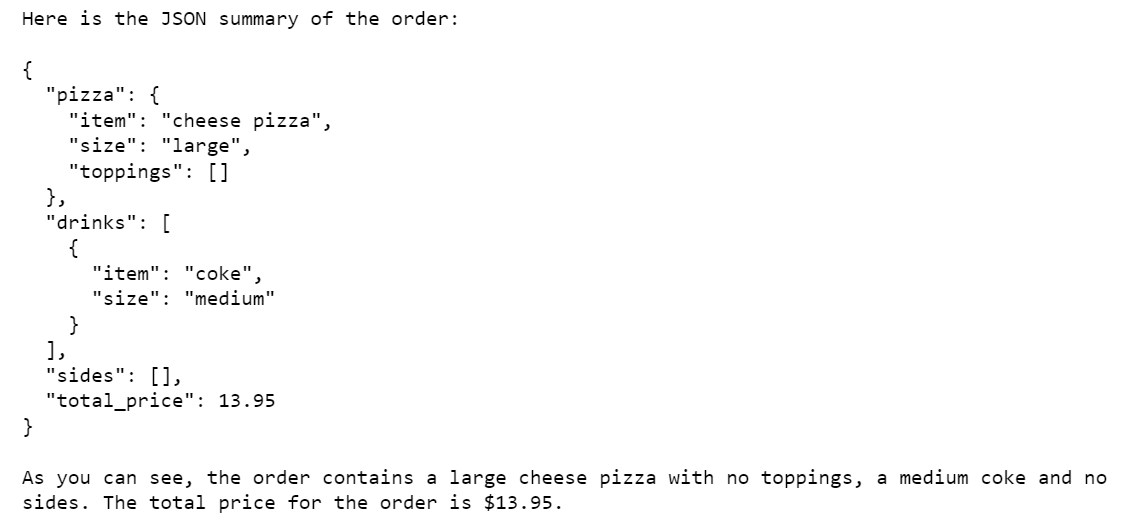 Here is the JSON summary of the order:
{
"pizza": {
"item": "cheese pizza",
"size": "large",
"toppings": []
},
"drinks": [
{
"item": "coke",
"size": "medium"
}
],
"sides": [],
"total_price": 13.95
}
As you can see, the order contains a large cheese pizza with no toppings, a medium coke and no
sides. The total price for the order is $13.95.